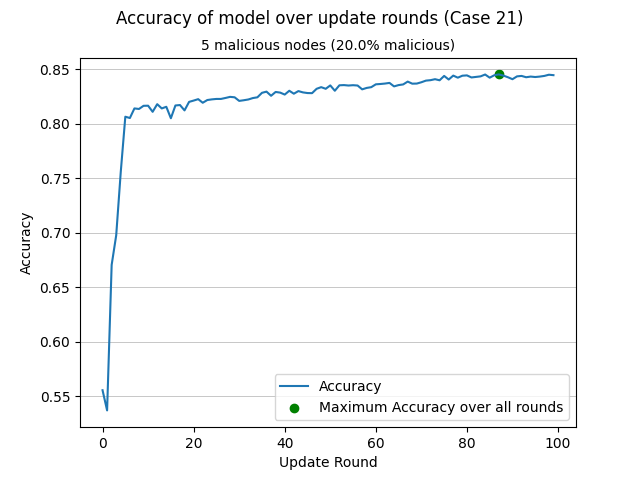 Accuracy of model over update rounds (Case 21)
5 malicious nodes (20.0% malicious)
0.85
0.80
0.75
0.70
0.65
0.60
0.55
Accuracy
Accuracy
Maximum Accuracy over all rounds
0 20 40 60 80 100
Update Round